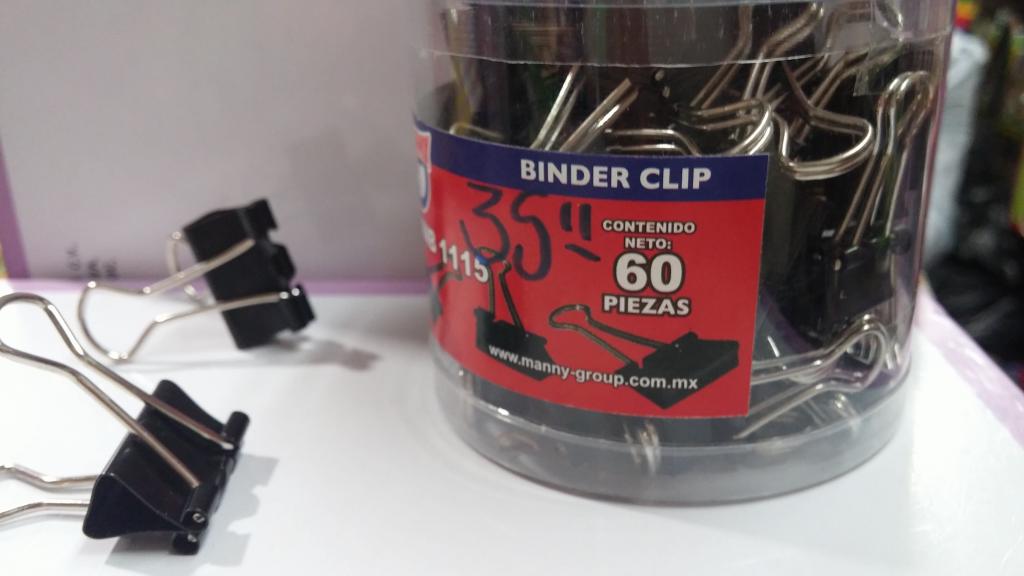 BINDER CLIP
35"
CONTENIDO
NETO:
1115
60
PIEZAS
www.manny-group.com.mx